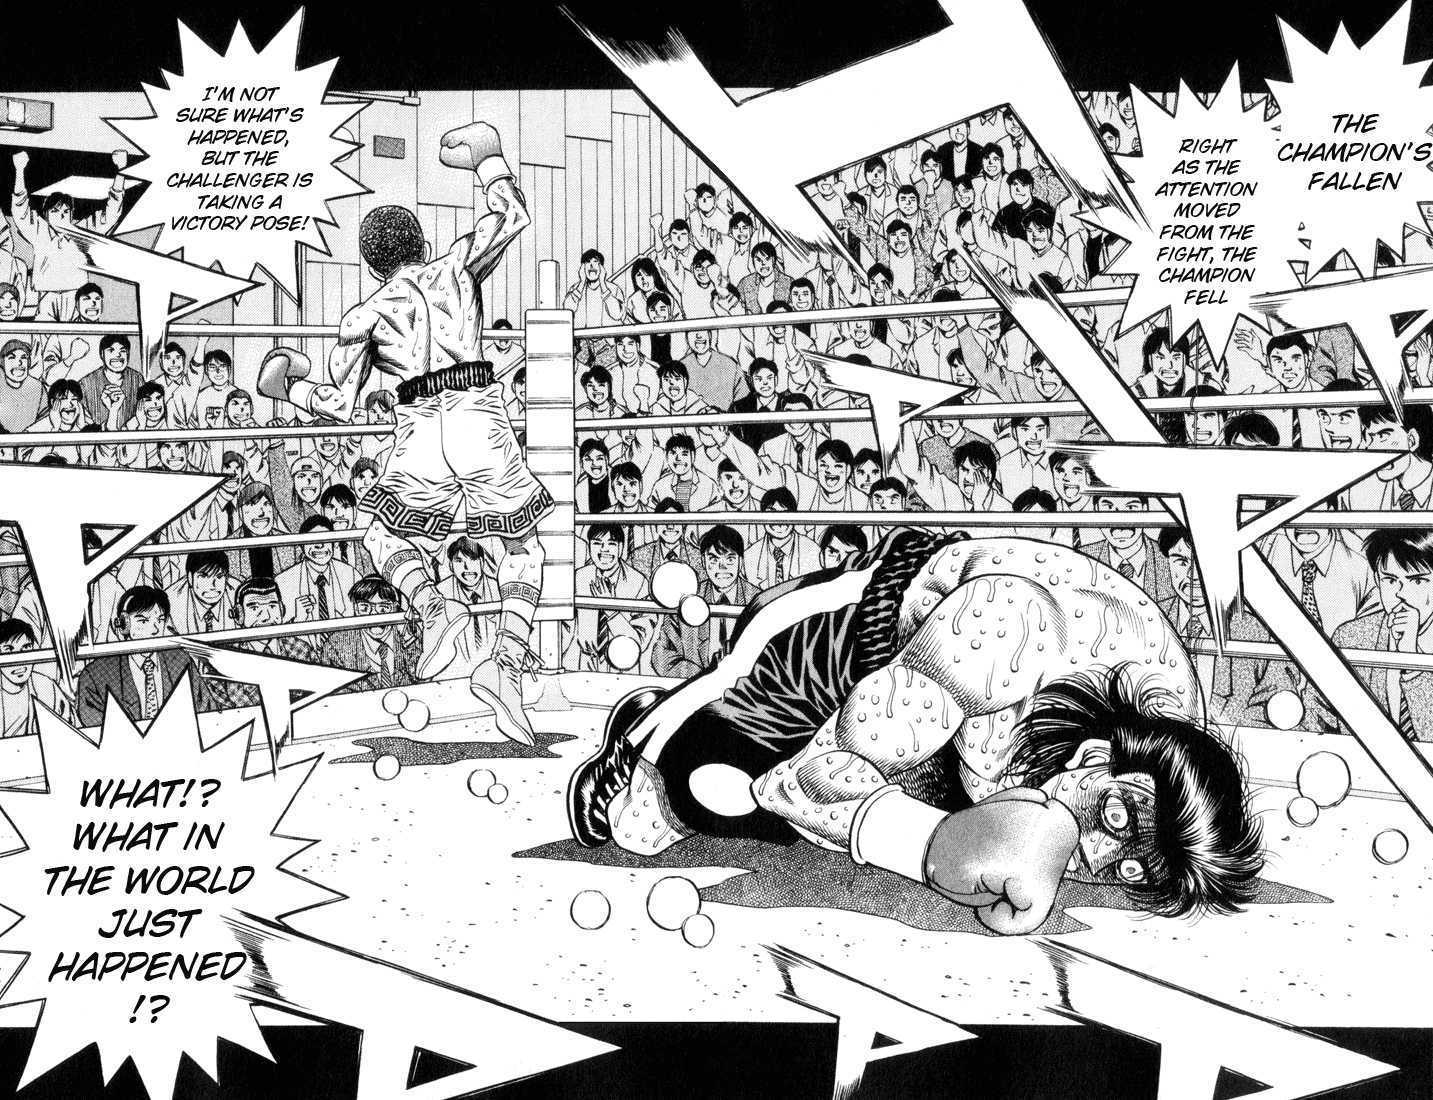 THE
CHAMPION'S
FALLEN
RIGHT
AS THE
ATTENTION
MOVED
FROM THE
FIGHT, THE
CHAMPION
FELL
I'M NOT
SURE WHAT'S
HAPPENED,
BUT THE
CHALLENGER IS
TAKING A
VICTORY POSE!
WHAT!?
WHAT IN
THE WORLD
JUST
HAPPENED
!?